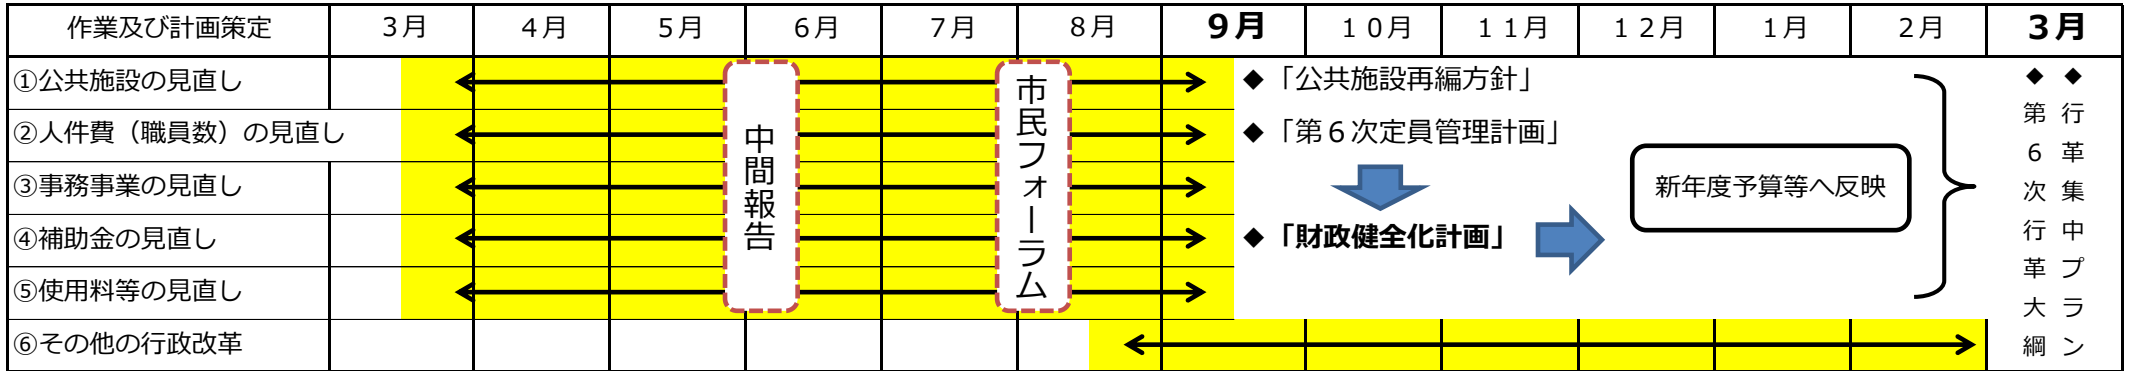 作業及び計画策定 3月 4月 5月 6月 7月 8月 9月 10月 11月 12月 1月 2月 3月
①公共施設の見直し
②人件費（職員数）の見直し
③事務事業の見直し
④補助金の見直し
⑤使用料等の見直し
⑥その他の行政改革
中間報告
市民フォーラム
◆「公共施設再編方針」
◆「第６次定員管理計画」
◆「財政健全化計画」
新年度予算等へ反映
◆行革集中プラン
◆第６次行革大綱